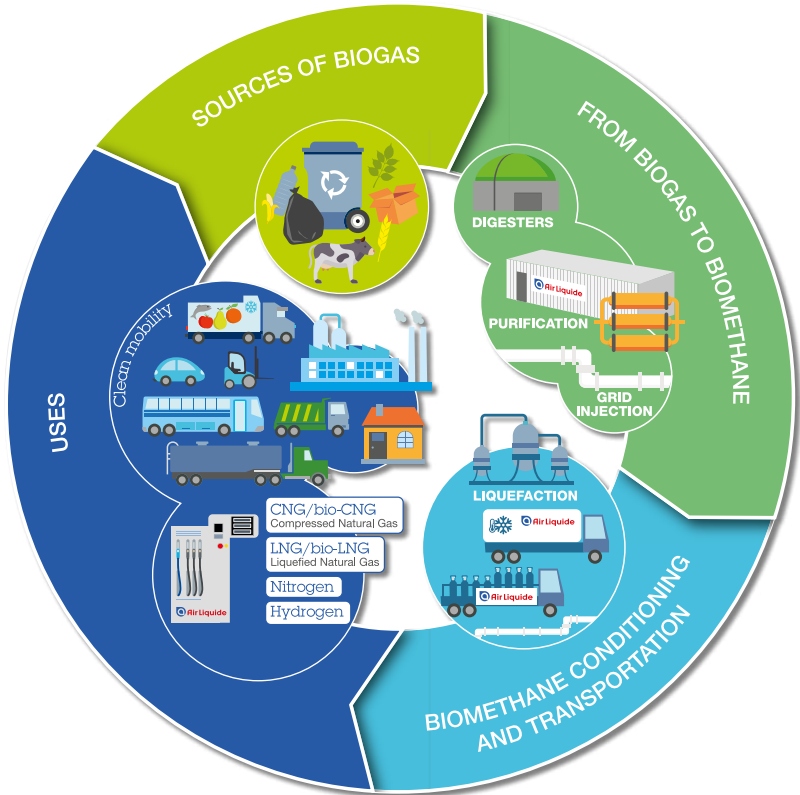 SOURCES OF BIOGAS
FROM BIOGAS TO BIOMETHANE
DIGESTERS
Air Liquide
PURIFICATION
GRID
INJECTION
LIQUEFACTION
Air Liquide
Air Liquide
BIOMETHANE CONDITIONING
AND TRANSPORTATION
USES
Clean mobility
CNG/bio-CNG
Compressed Natural Gas
LNG/bio-LNG
Liquefied Natural Gas
Nitrogen
Hydrogen
Air Liquide